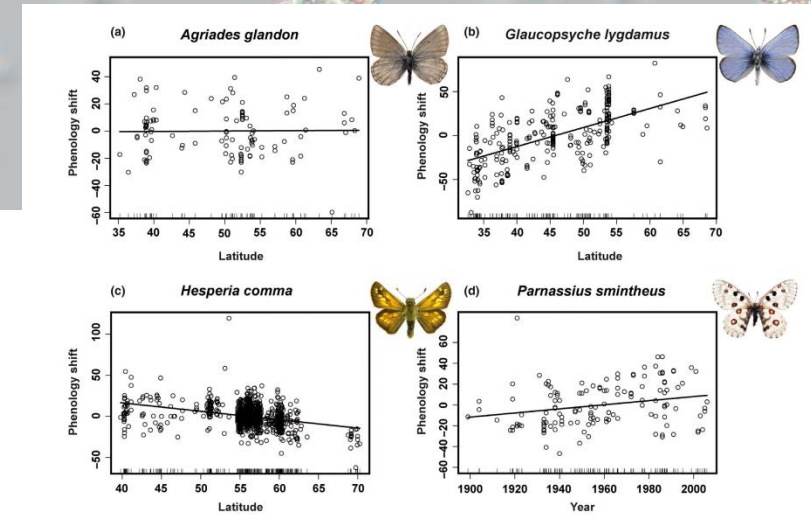 (a) Agriades glandon
Phenology shift
40
20
0
-20
-40
-60
35 40 45 50 55 60 65 70
Latitude
(b) Glaucopsyche lygdamus
Phenology shift
50
0
-50
35 40 45 50 55 60 65 70
Latitude
(c) Hesperia comma
Phenology shift
100
50
0
-50
40 45 50 55 60 65 70
Latitude
(d) Parnassius smintheus
Phenology shift
60
40
20
0
-20
-40
-60
1900 1920 1940 1960 1980 2000
Year